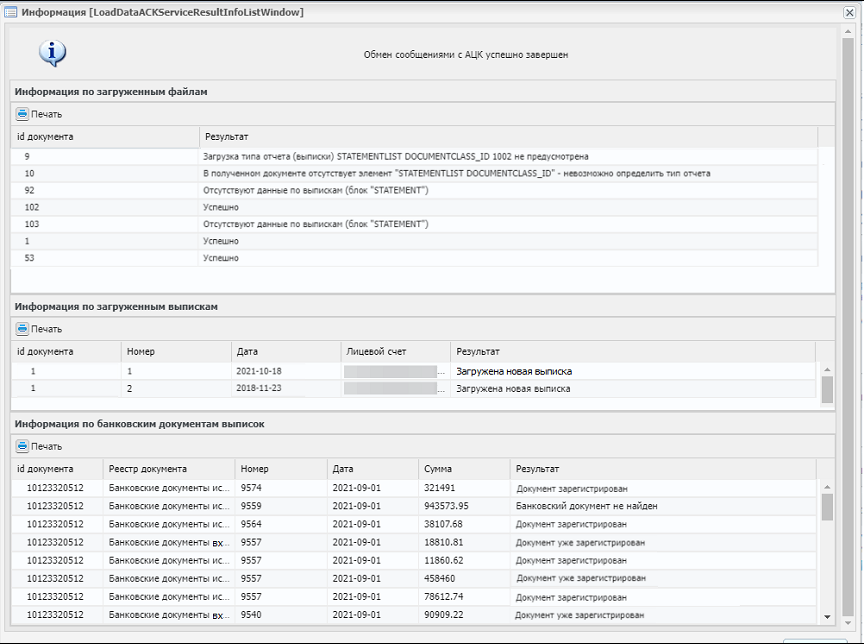 Информация [LoadDataACKServiceResultInfoListWindow]
Обмен сообщениями с АЦК успешно завершен
Информация по загруженным файлам
Печать
id документа Результат
9 Загрузка типа отчета (выписки) STATEMENTLIST DOCUMENTCLASS_ID 1002 не предусмотрена
10 В полученном документе отсутствует элемент "STATEMENTLIST DOCUMENTCLASS_ID" - невозможно определить тип отчета
92 Отсутствуют данные по выпискам (блок "STATEMENT")
102 Успешно
103 Отсутствуют данные по выпискам (блок "STATEMENT")
1 Успешно
53 Успешно
Информация по загруженным выпискам
Печать
id документа Номер Дата Лицевой счет Результат
1 1 2021-10-18 ... Загружена новая выписка
1 2 2018-11-23 ... Загружена новая выписка
Информация по банковским документам выписок
Печать
id документа Реестр документа Номер Дата Сумма Результат
10123320512 Банковские документы ис... 9574 2021-09-01 321491 Документ зарегистрирован
10123320512 Банковские документы ис... 9559 2021-09-01 943573.95 Банковский документ не найден
10123320512 Банковские документы ис... 9564 2021-09-01 38107.68 Документ зарегистрирован
10123320512 Банковские документы вх... 9557 2021-09-01 18810.81 Документ уже зарегистрирован
10123320512 Банковские документы ис... 9557 2021-09-01 11860.62 Документ зарегистрирован
10123320512 Банковские документы ис... 9557 2021-09-01 458460 Документ уже зарегистрирован
10123320512 Банковские документы ис... 9557 2021-09-01 78612.74 Документ зарегистрирован
10123320512 Банковские документы вх... 9540 2021-09-01 90909.22 Документ уже зарегистрирован